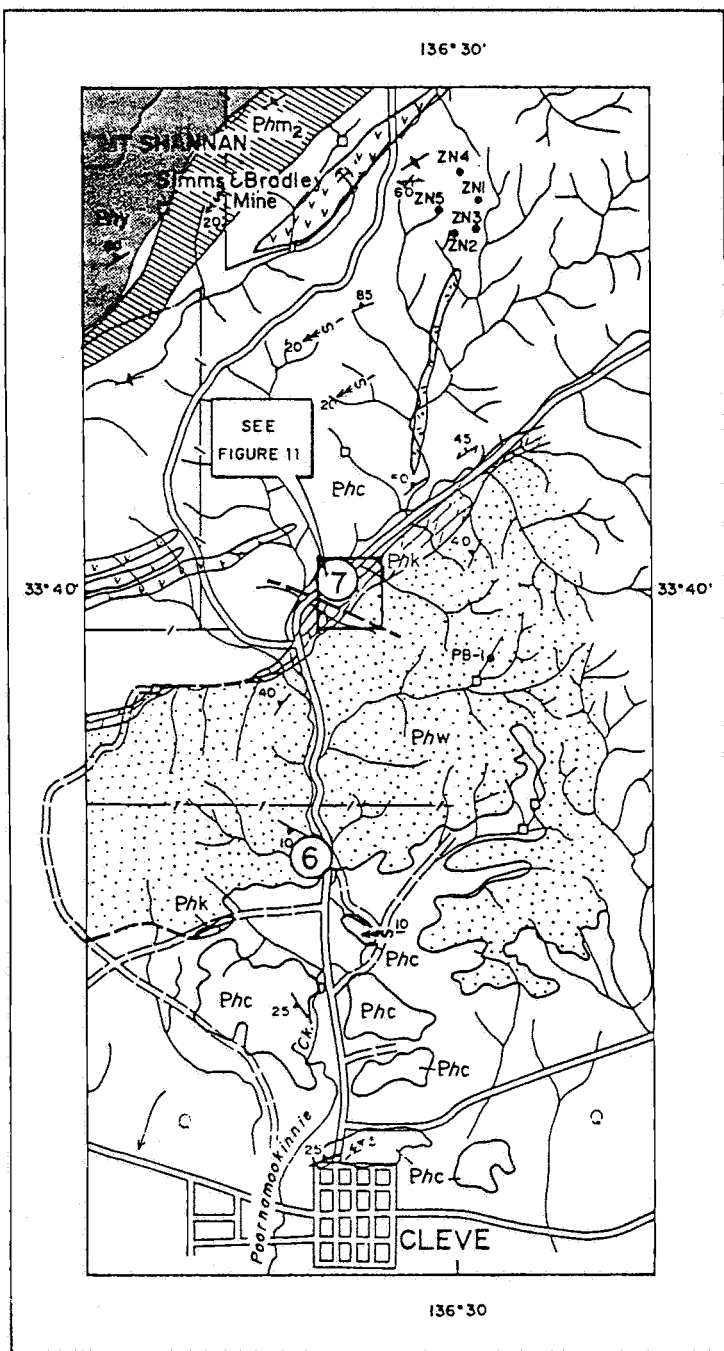 136° 30'
Phm2
MT SHANNAN
Simms & Bradley
Mine
20
Phy
60
ZN4
ZN5
ZN1
ZN3
ZN2
85
20
S
S
SEE
FIGURE 11
45
Phc
Phk
40
33° 40'
7
33° 40'
PB-1
40
Phw
10
6
Phk
10
S
Phc
Phc
25
Ck.
Phc
Phc
Q
Q
25
Phc
Poornamookinnie
CLEVE
136° 30